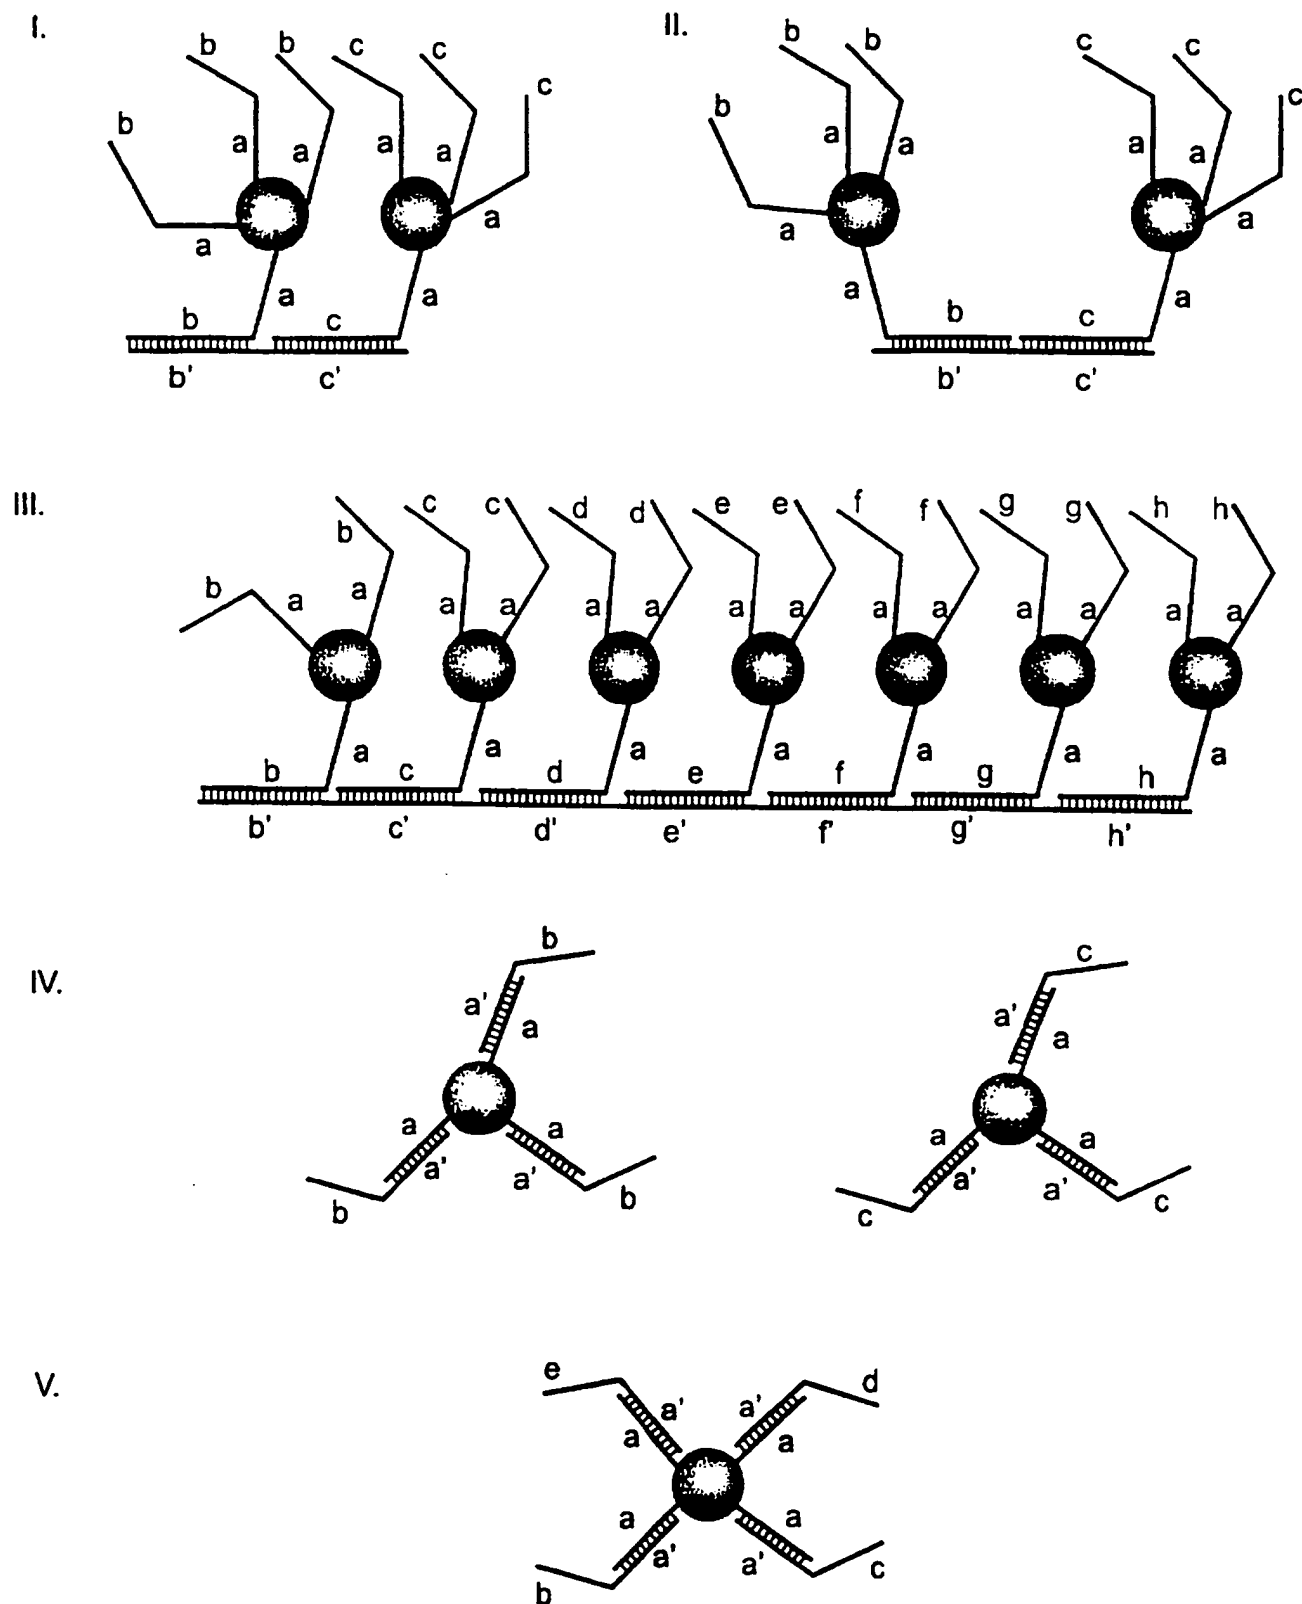 I. II.
b b c c b b c c
b c b c
a a a a a a a a
a a a a
a a a a
b c b c
b' c' b' c'
III.
b c c d d e e f f g g h h
b a a a a a a a a a a a a a a
a a a a a a a
b c d e f g h
b' c' d' e' f' g' h'
IV.
b c
a' a a' a
a a a a
a' a' a' a'
b b c c
V.
e d
a' a'
a a
a a
a' a'
b c